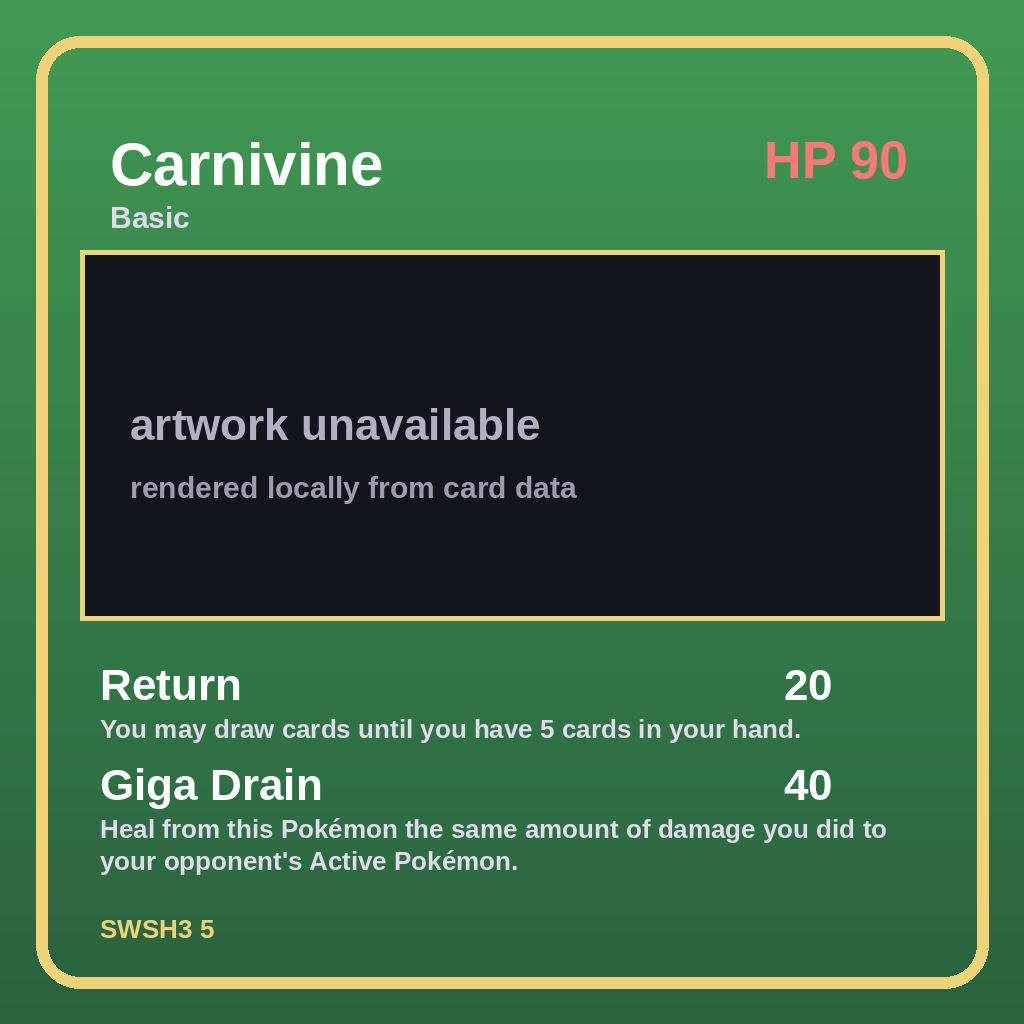 Carnivine
HP 90
Basic
artwork unavailable
rendered locally from card data
Return 20
You may draw cards until you have 5 cards in your hand.
Giga Drain 40
Heal from this Pokémon the same amount of damage you did to
your opponent's Active Pokémon.
SWSH3 5